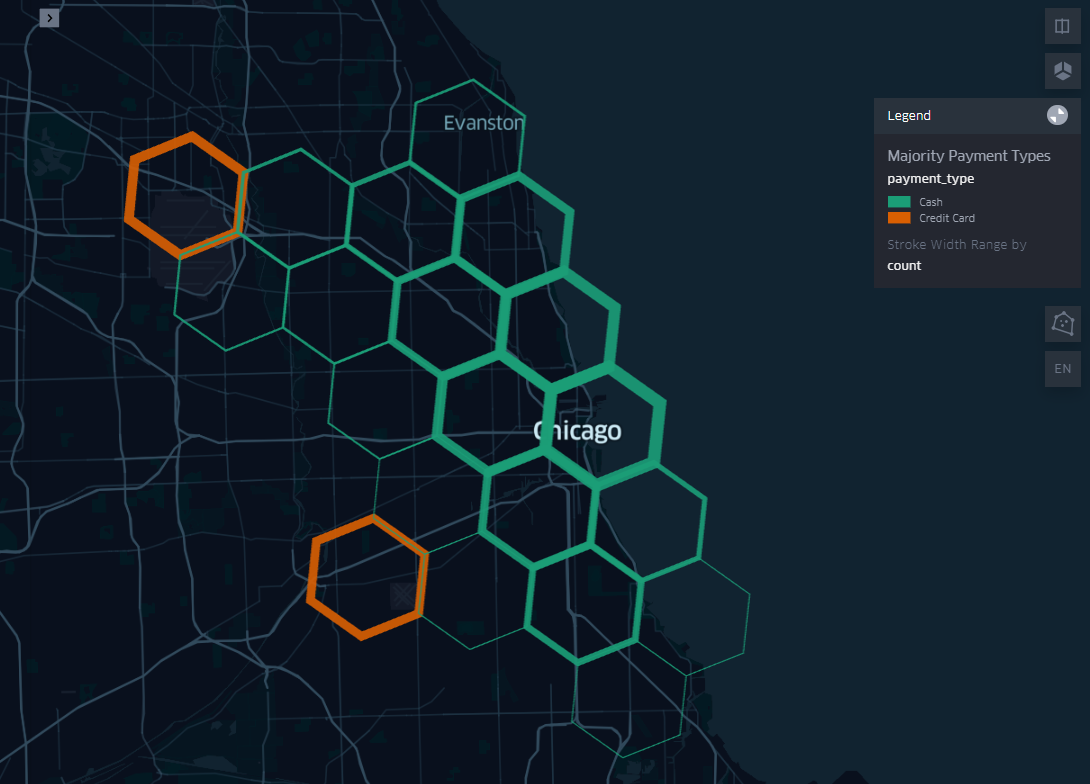 Evanston
Chicago
Legend
Majority Payment Types
payment_type
Cash
Credit Card
Stroke Width Range by
count
EN